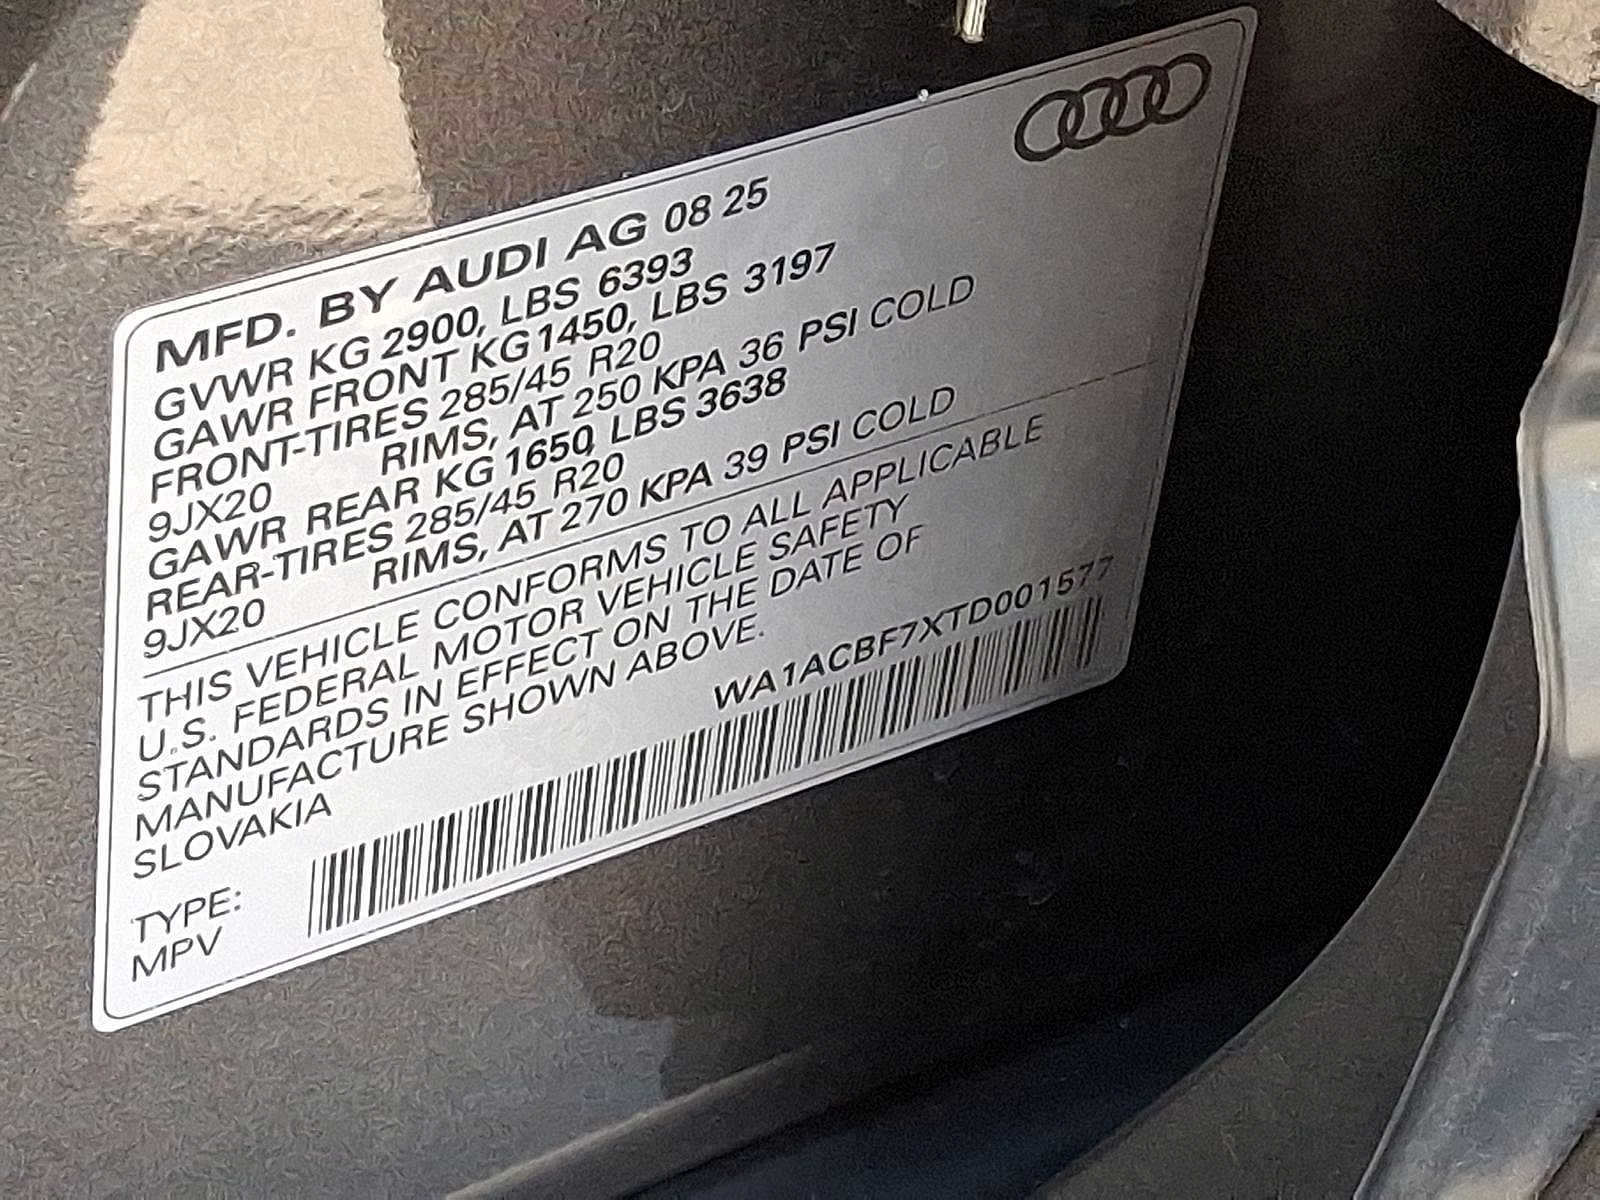 MFD. BY AUDI AG 08 25
GVWR KG 2900, LBS 6393
GAWR FRONT KG 1450, LBS 3197
FRONT-TIRES 285/45 R20
9JX20 RIMS, AT 250 KPA 36 PSI COLD
GAWR REAR KG 1650, LBS 3638
REAR-TIRES 285/45 R20
9JX20 RIMS, AT 270 KPA 39 PSI COLD
THIS VEHICLE CONFORMS TO ALL APPLICABLE
U.S. FEDERAL MOTOR VEHICLE SAFETY
STANDARDS IN EFFECT ON THE DATE OF
MANUFACTURE SHOWN ABOVE.
SLOVAKIA
WA1ACBF7XTD001577
TYPE:
MPV